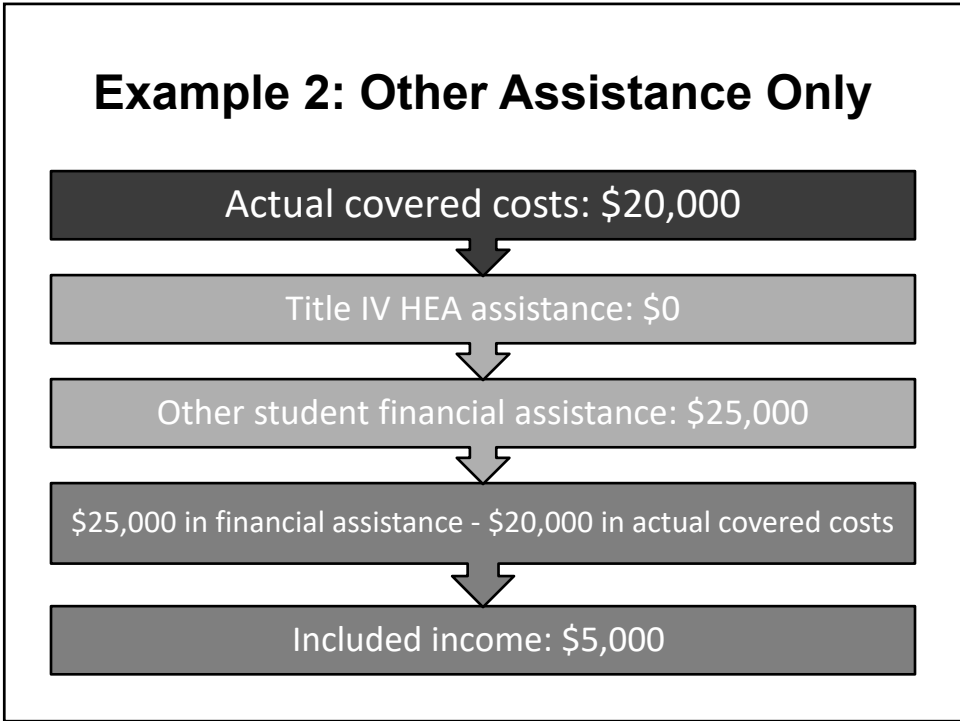 Example 2: Other Assistance Only
Actual covered costs: $20,000
Title IV HEA assistance: $0
Other student financial assistance: $25,000
$25,000 in financial assistance - $20,000 in actual covered costs
Included income: $5,000